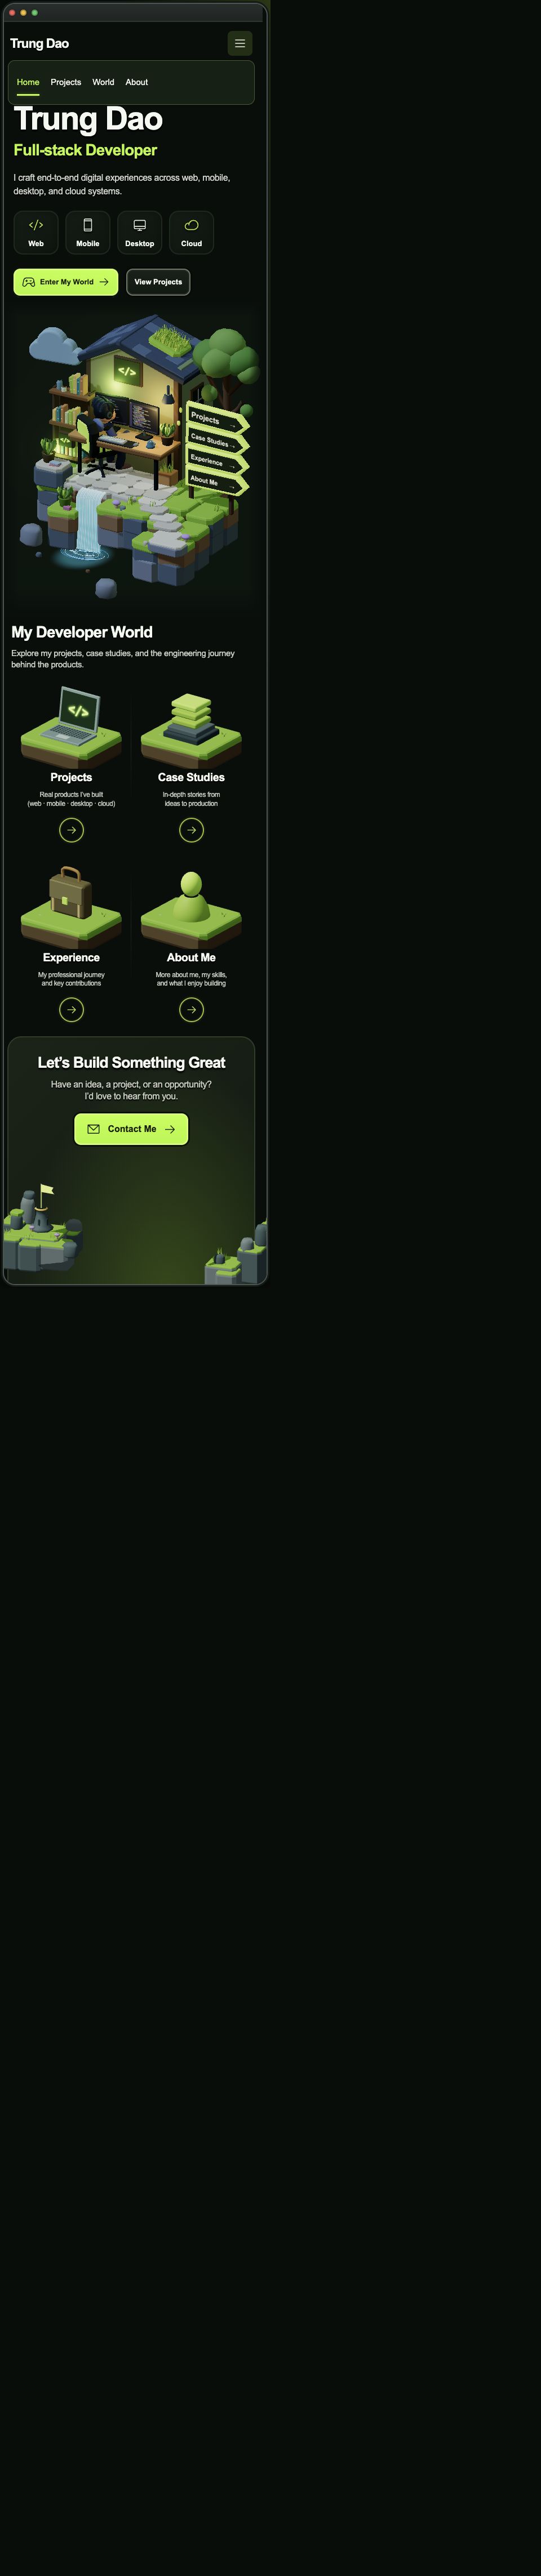 Trung Dao
Home Projects World About
Trung Dao
Full-stack Developer
I craft end-to-end digital experiences across web, mobile,
desktop, and cloud systems.
</> Web
Mobile
Desktop
Cloud
Enter My World →
View Projects
</>
Projects →
Case Studies →
Experience →
About Me →
My Developer World
Explore my projects, case studies, and the engineering journey
behind the products.
</>
Projects
Real products I've built
(web · mobile · desktop · cloud)
→
Case Studies
In-depth stories from
ideas to production
→
Experience
My professional journey
and key contributions
→
About Me
More about me, my skills,
and what I enjoy building
→
Let's Build Something Great
Have an idea, a project, or an opportunity?
I'd love to hear from you.
Contact Me →